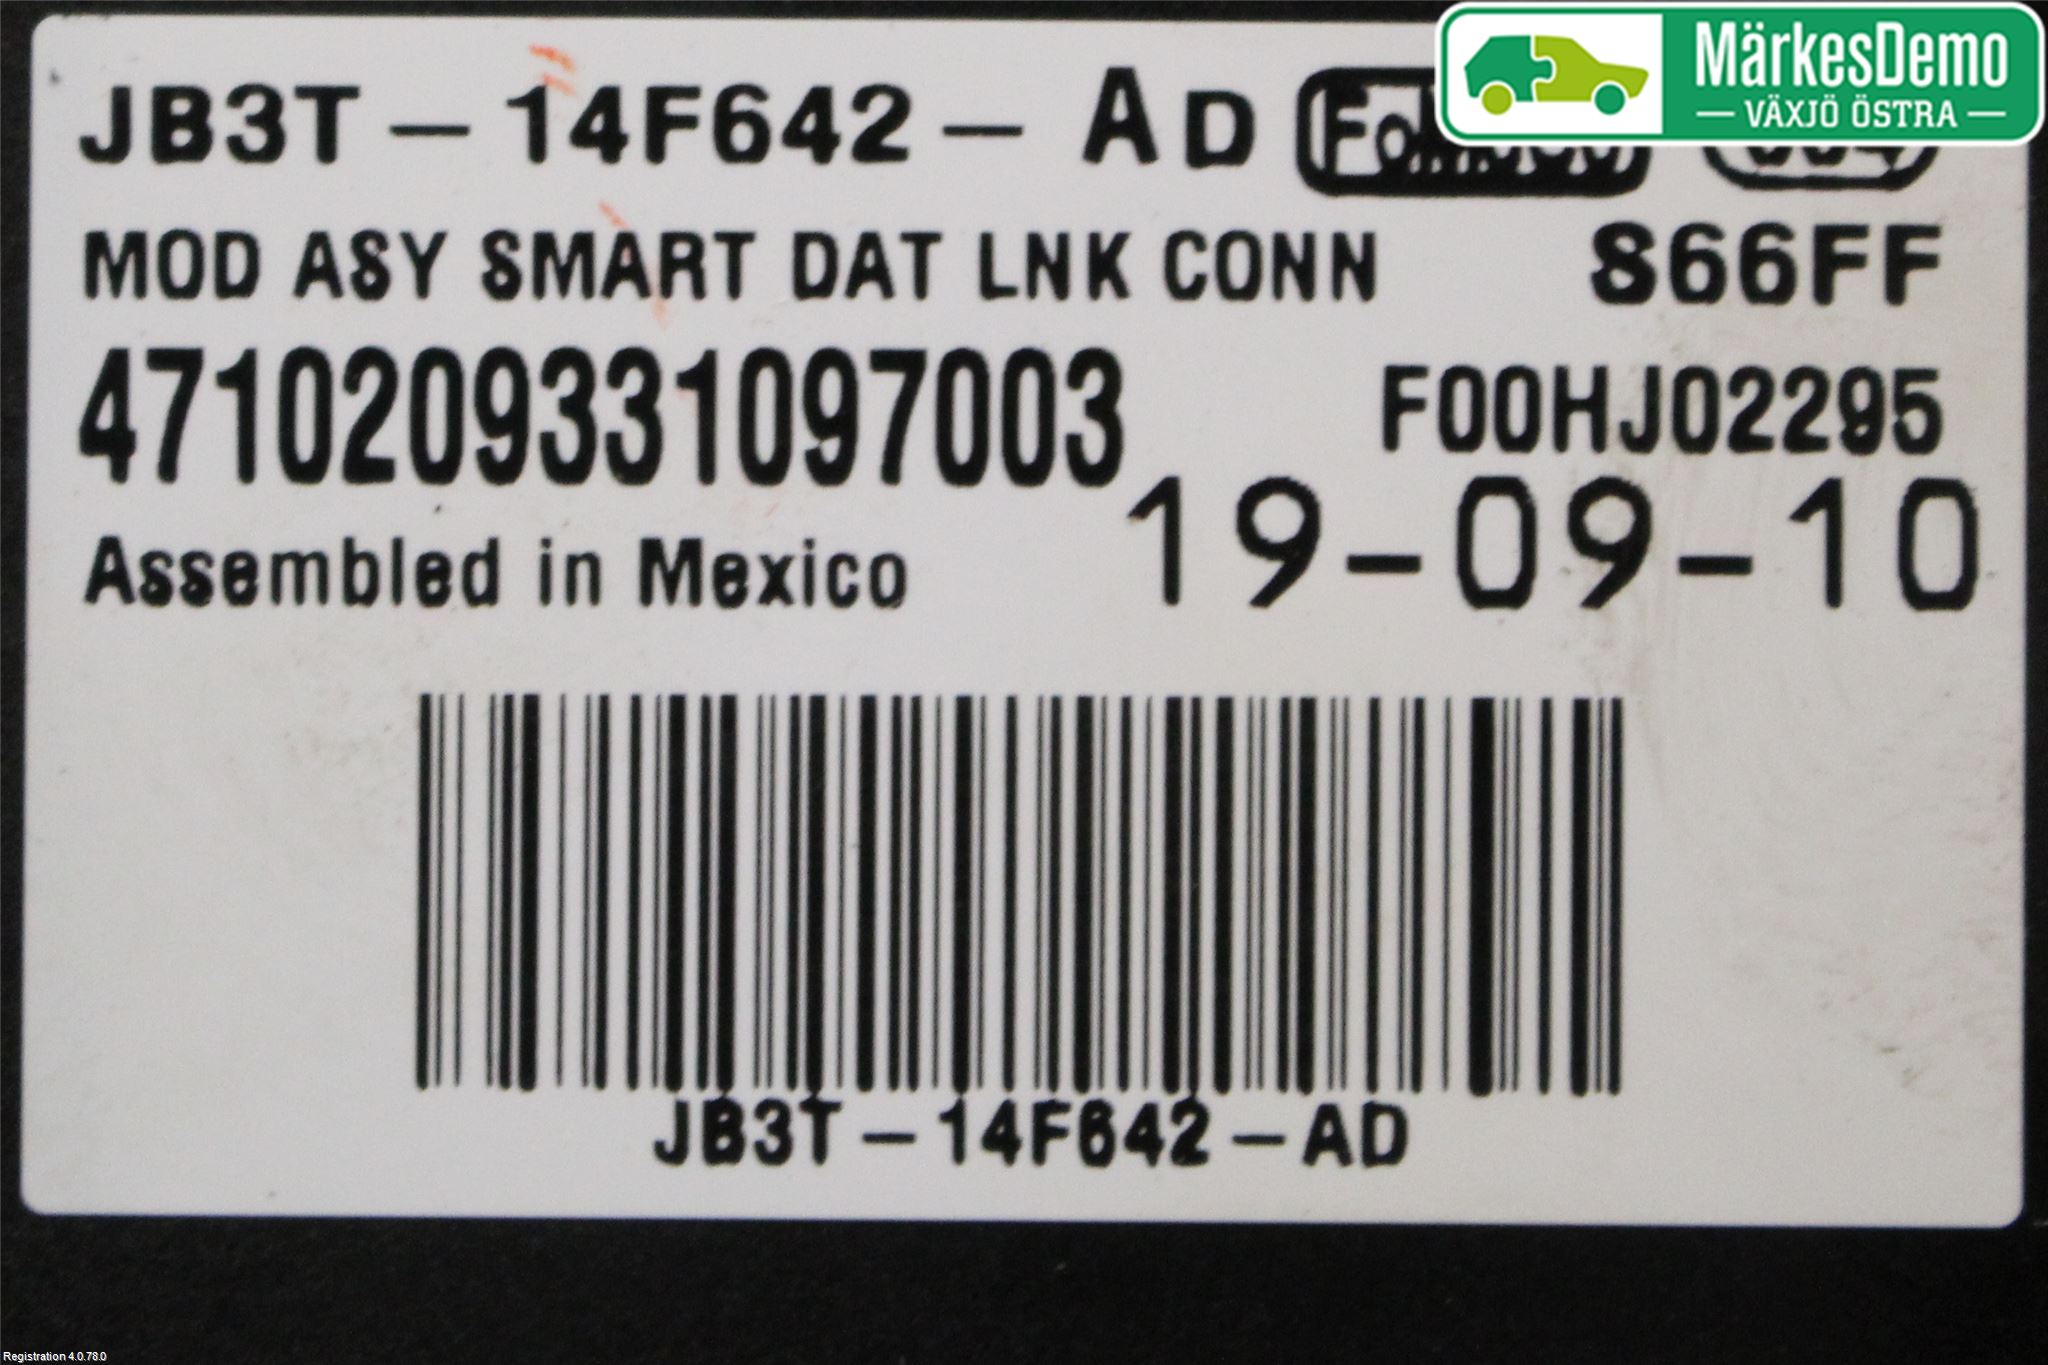 JB3T - 14F642 - AD
MärkesDemo
VÄXJÖ ÖSTRA
MOD ASY SMART DAT LNK CONN 866FF
4710209331097003 F00HJ02295
Assembled in Mexico 19-09-10
JB3T - 14F642 - AD
Registration 4.0.78.0